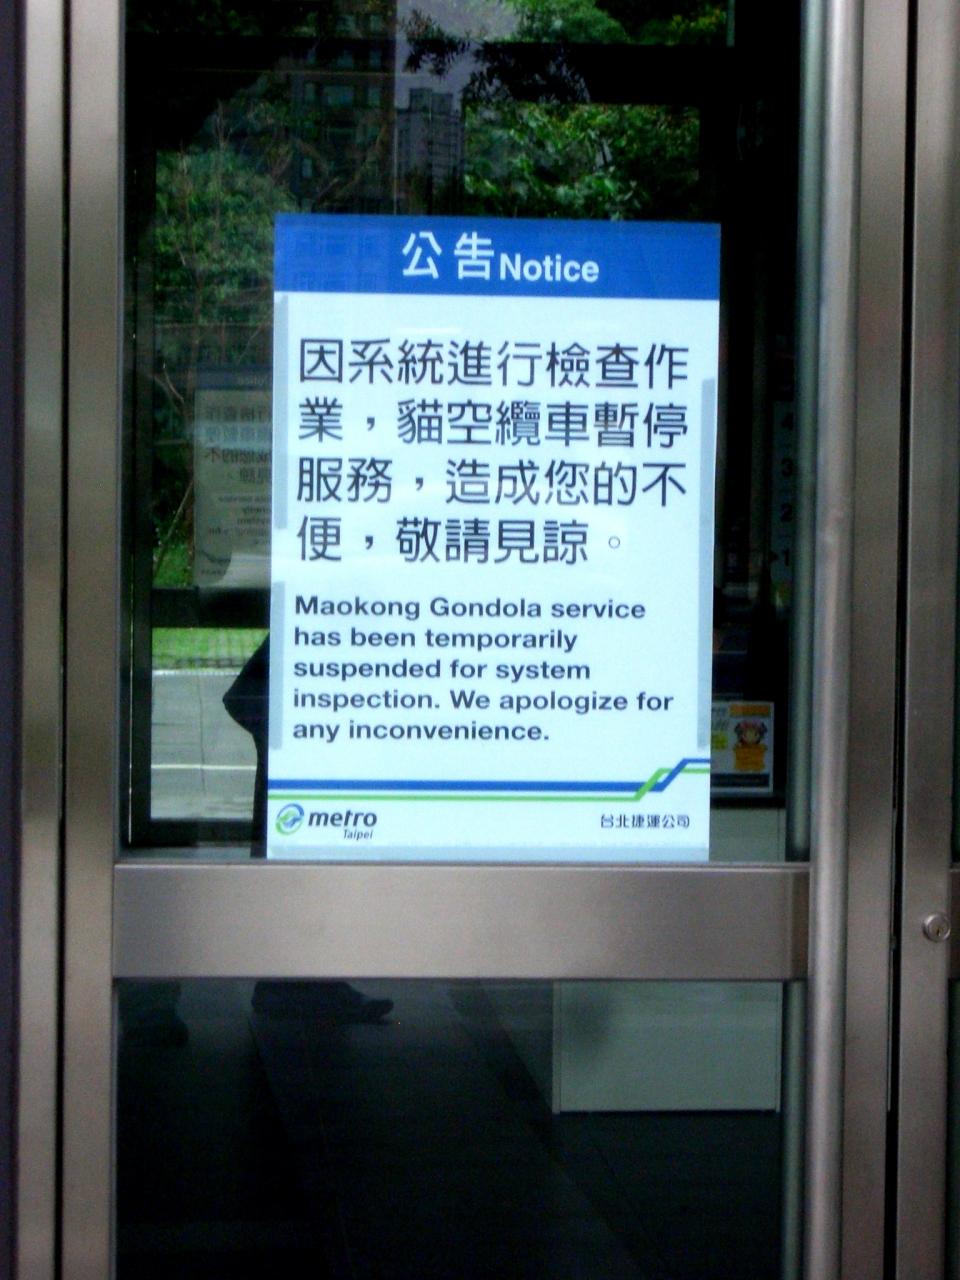 公告Notice
因系統進行檢查作
業，貓空纜車暫停
服務，造成您的不
便，敬請見諒。
Maokong Gondola service
has been temporarily
suspended for system
inspection. We apologize for
any inconvenience.
metro
Taipei
台北捷運公司